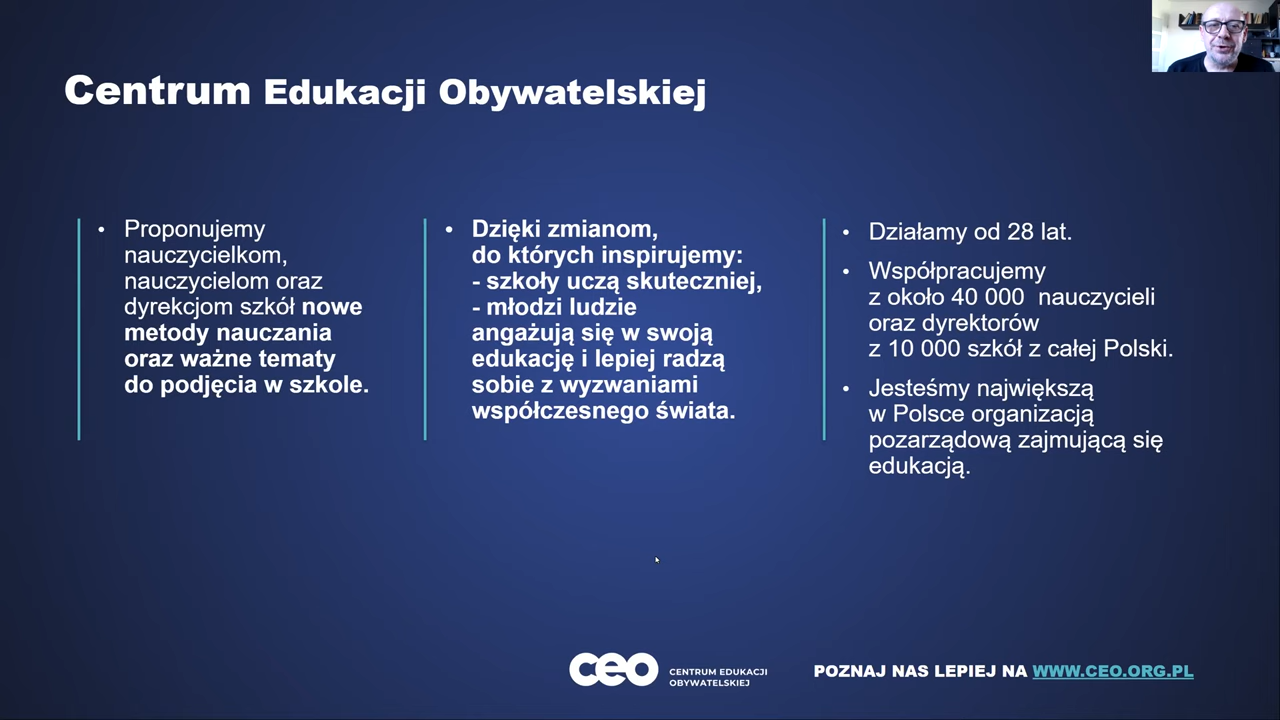 Centrum Edukacji Obywatelskiej
• Proponujemy
nauczycielkom,
nauczycielom oraz
dyrekcjom szkół nowe
metody nauczania
oraz ważne tematy
do podjęcia w szkole.
• Dzięki zmianom,
do których inspirujemy:
- szkoły uczą skuteczniej,
- młodzi ludzie
angażują się w swoją
edukację i lepiej radzą
sobie z wyzwaniami
współczesnego świata.
• Działamy od 28 lat.
• Współpracujemy
z około 40 000 nauczycieli
oraz dyrektorów
z 10 000 szkół z całej Polski.
• Jesteśmy największą
w Polsce organizacją
pozarządową zajmującą się
edukacją.
ceo
CENTRUM EDUKACJI
OBYWATELSKIEJ
POZNAJ NAS LEPIEJ NA WWW.CEO.ORG.PL